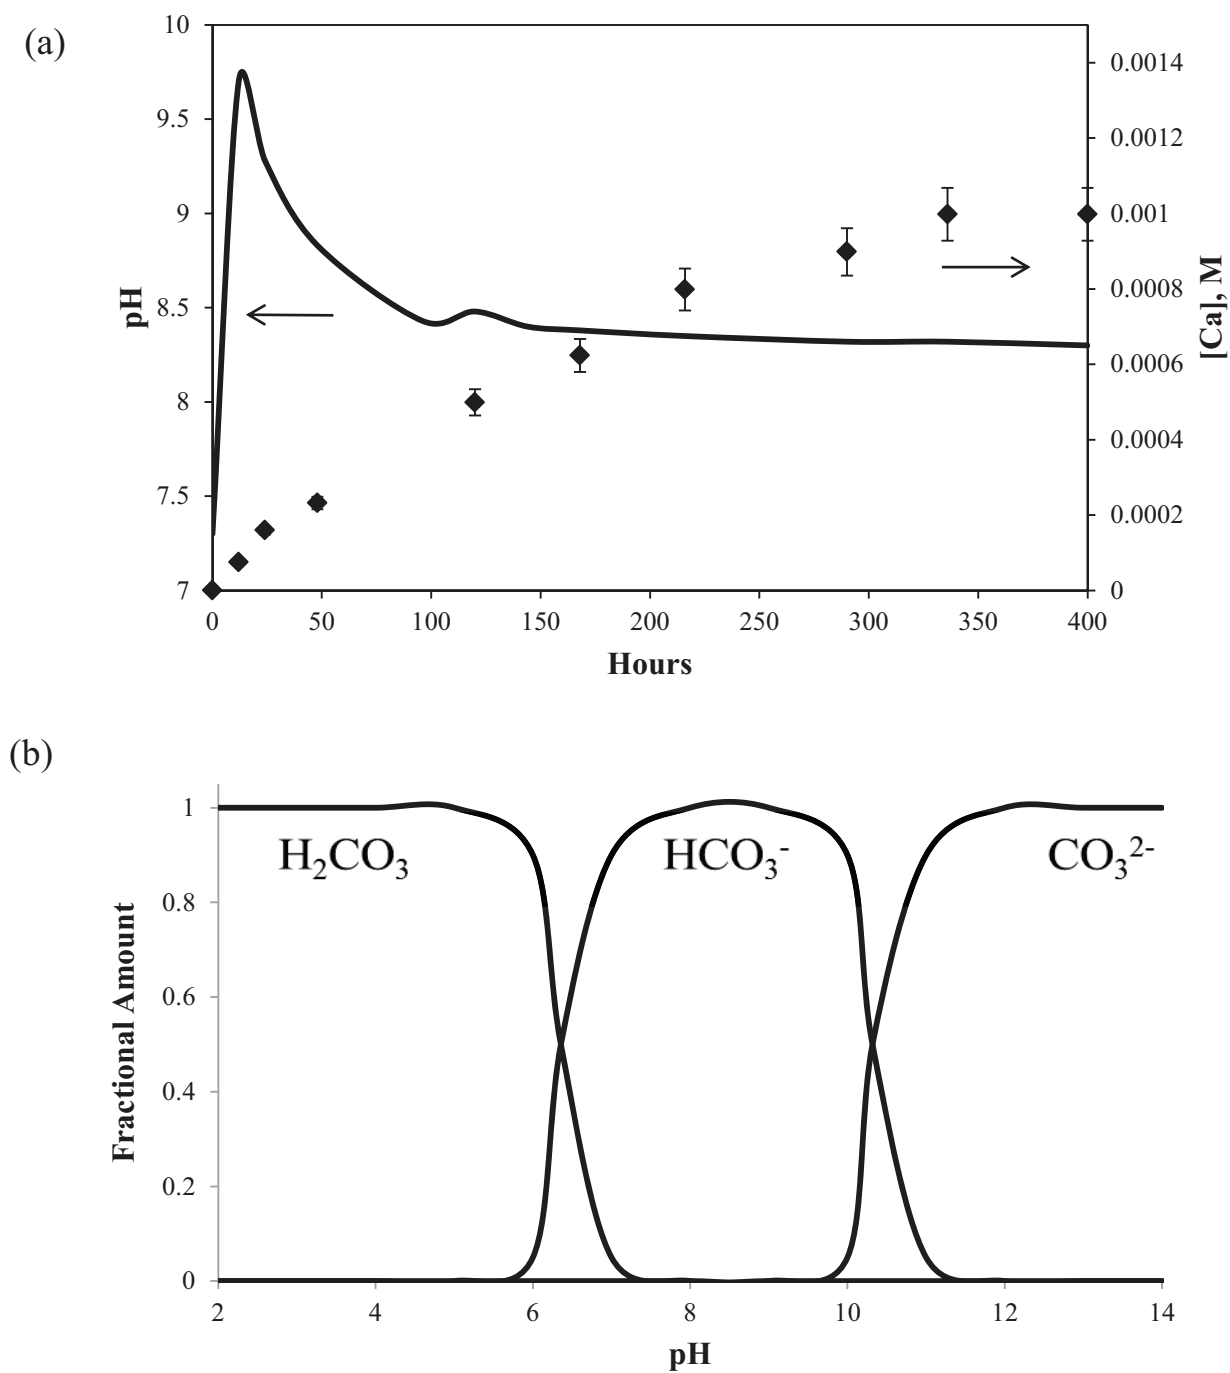 (a)
10
9.5
9
8.5
8
7.5
7
pH
0.0014
0.0012
0.001
0.0008
0.0006
0.0004
0.0002
0
[Ca], M
0 50 100 150 200 250 300 350 400
Hours
(b)
1
0.8
0.6
0.4
0.2
0
Fractional Amount
H₂CO₃ HCO₃⁻ CO₃²⁻
2 4 6 8 10 12 14
pH